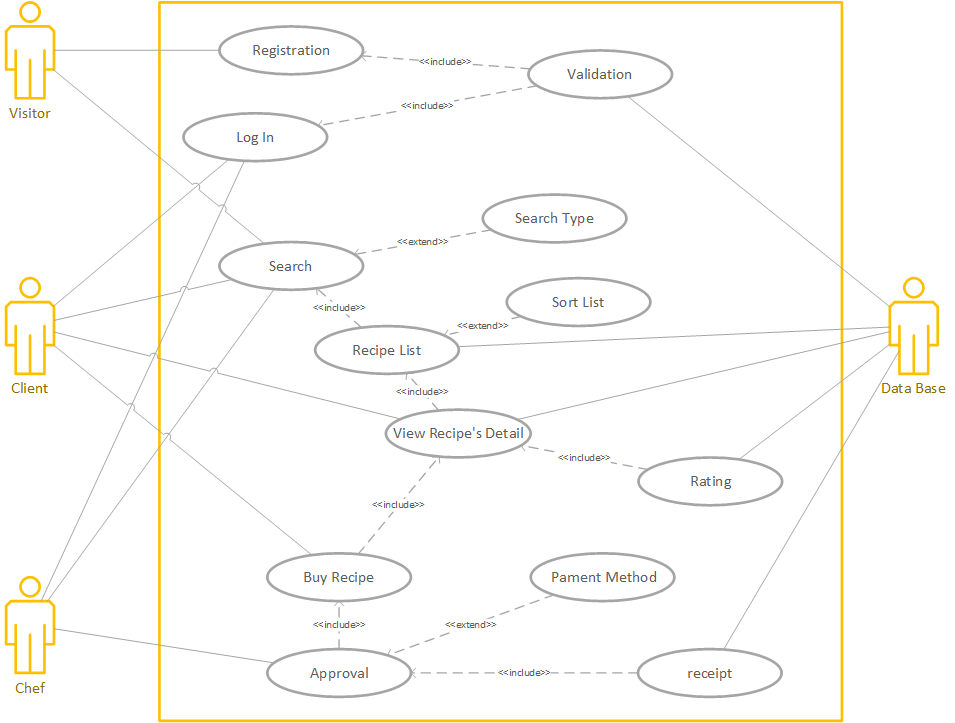 Registration
<<include>>
Validation
<<include>>
Visitor
Log In
Search Type
<<extend>>
Search
Sort List
<<include>>
<<extend>>
Recipe List
Client
Data Base
<<include>>
View Recipe's Detail
<<include>>
Rating
<<include>>
Buy Recipe
Pament Method
<<include>>
<<extend>>
Approval
<<include>>
receipt
Chef